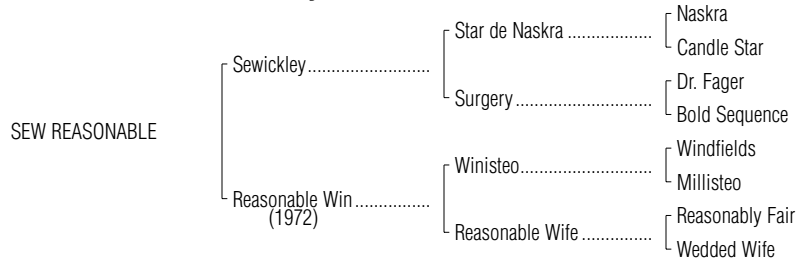 Naskra
Star de Naskra ..................
Candle Star
Sewickley..........................
Dr. Fager
Surgery...........................
Bold Sequence
SEW REASONABLE
Windfields
Winisteo..........................
Millisteo
Reasonable Win ................
(1972)
Reasonably Fair
Reasonable Wife ...............
Wedded Wife